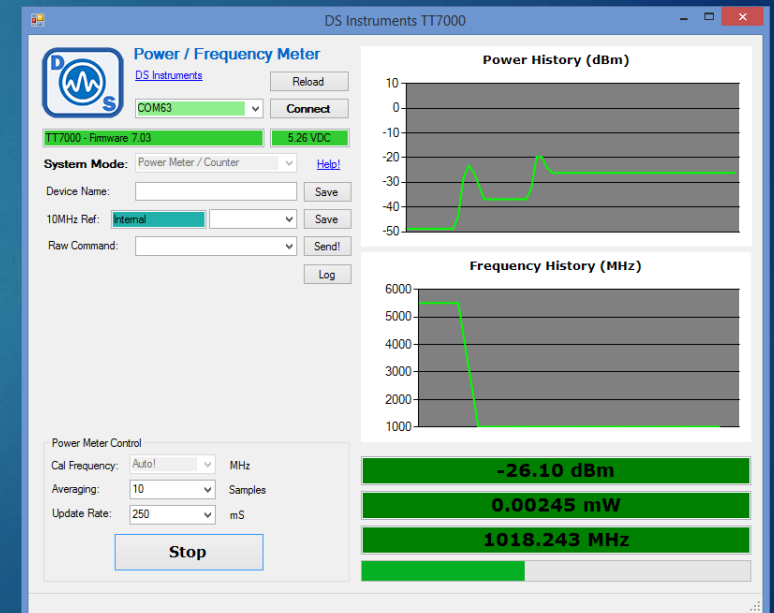 DS Instruments TT7000
D
S
Power / Frequency Meter
DS Instruments
Reload
COM63
Connect
TT7000 - Firmware 7.03
5.26 VDC
System Mode: Power Meter / Counter
Help!
Device Name:
Save
10MHz Ref: Internal
Save
Raw Command:
Send!
Log
Power Meter Control
Cal Frequency: Auto! MHz
Averaging: 10 Samples
Update Rate: 250 mS
Stop
Power History (dBm)
10
0
-10
-20
-30
-40
-50
Frequency History (MHz)
6000
5000
4000
3000
2000
1000
-26.10 dBm
0.00245 mW
1018.243 MHz